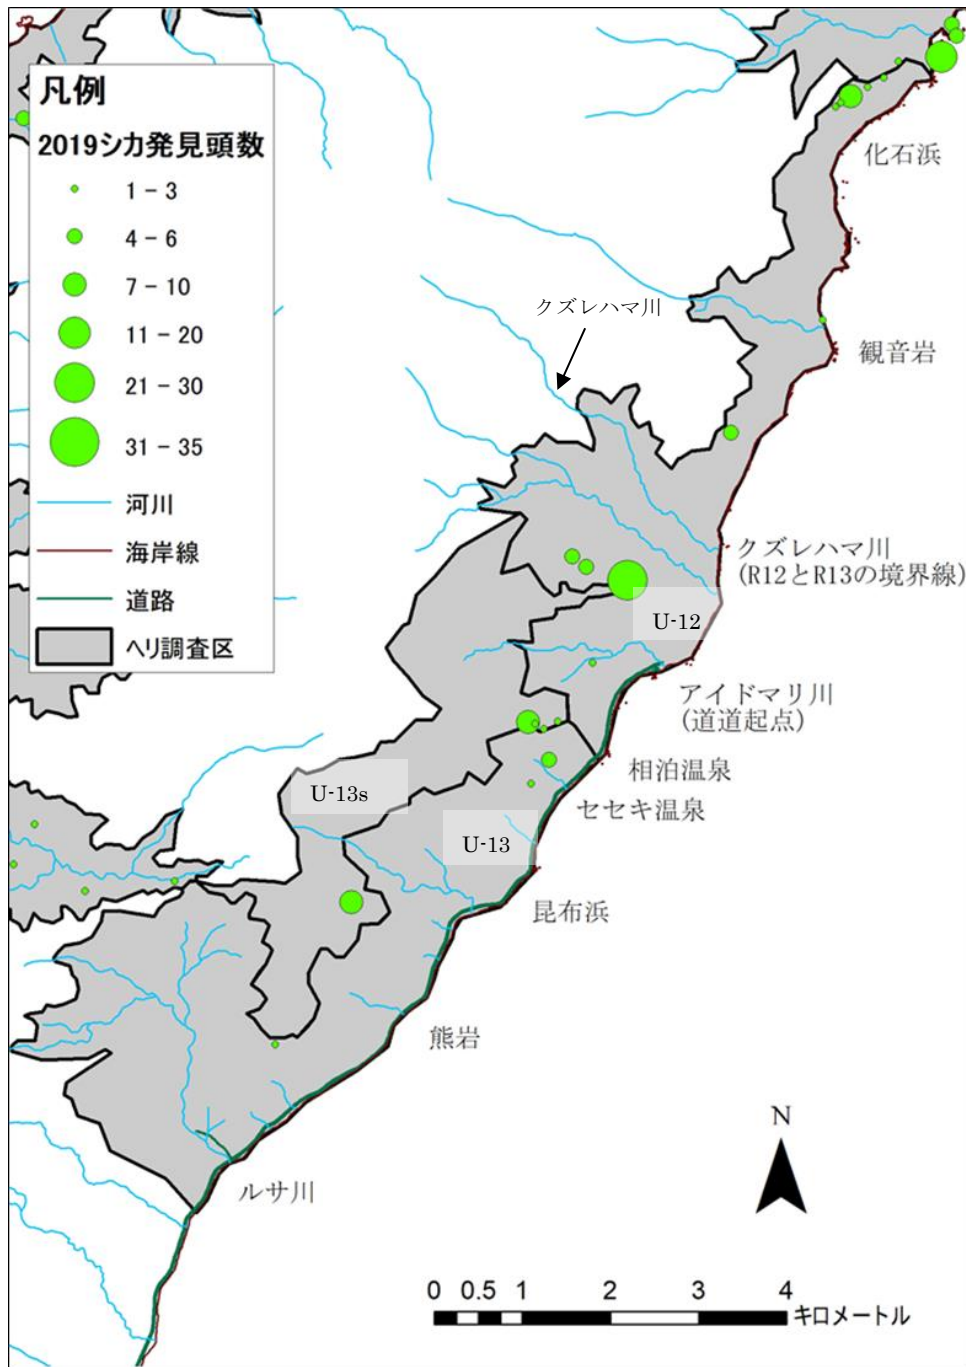 凡例
2019シカ発見頭数
1 - 3
4 - 6
7 - 10
11 - 20
21 - 30
31 - 35
河川
海岸線
道路
ヘリ調査区
化石浜
クズレハマ川
観音岩
クズレハマ川
(R12とR13の境界線)
U-12
アイドマリ川
(道道起点)
相泊温泉
U-13s
セセキ温泉
U-13
昆布浜
熊岩
N
ルサ川
0 0.5 1 2 3 4
キロメートル